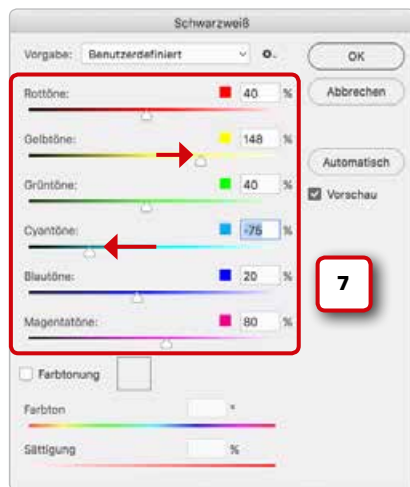 Schwarzweiß
Vorgabe: Benutzerdefiniert
OK
Rottöne: 40 %
Abbrechen
Gelbtöne: 148 %
Automatisch
Grüntöne: 40 %
Vorschau
Cyantöne: -75 %
Blautöne: 20 %
7
Magentatöne: 80 %
Farbtonung
Farbton °
Sättigung %